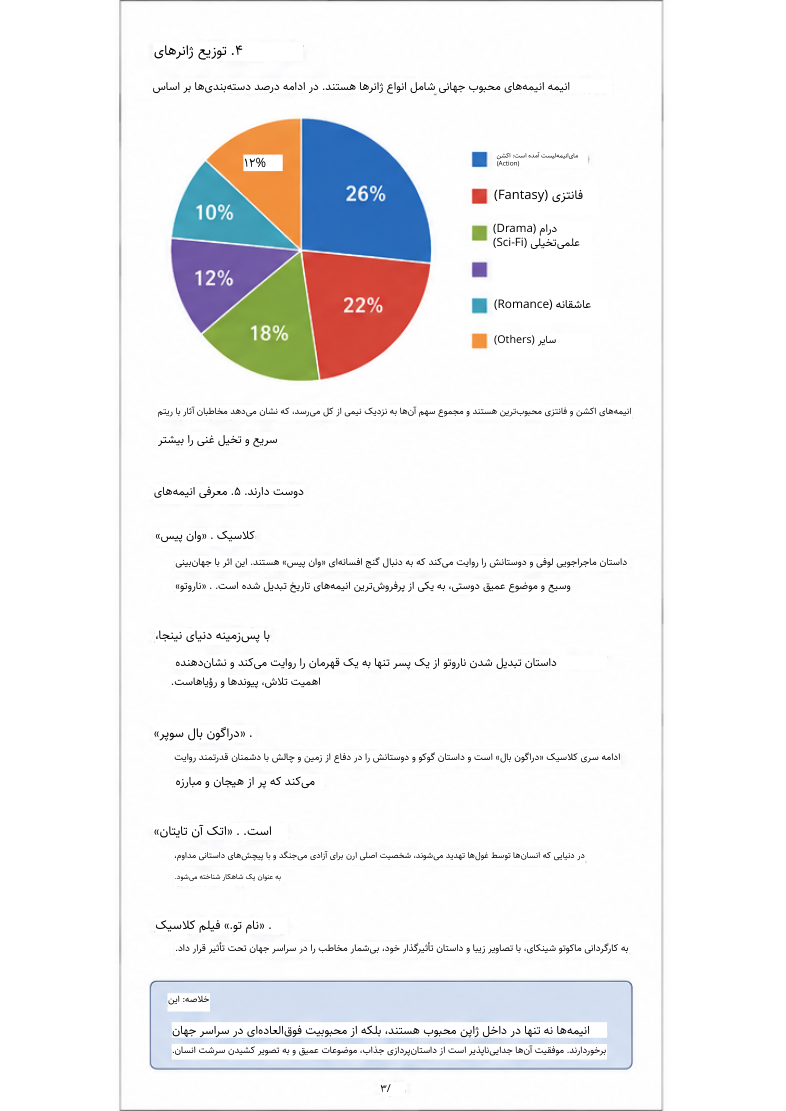 ۴. توزیع ژانرهای
انیمه انیمه‌های محبوب جهانی شامل انواع ژانرها هستند. در ادامه درصد دسته‌بندی‌ها بر اساس
۱۲%
26%
10%
12%
22%
18%
مای‌انیمه‌لیست آمده است: اکشن
(Action)
فانتزی (Fantasy)
درام (Drama)
علمی‌تخیلی (Sci-Fi)
عاشقانه (Romance)
سایر (Others)
انیمه‌های اکشن و فانتزی محبوب‌ترین هستند و مجموع سهم آن‌ها به نزدیک نیمی از کل می‌رسد، که نشان می‌دهد مخاطبان آثار با ریتم
سریع و تخیل غنی را بیشتر
دوست دارند. ۵. معرفی انیمه‌های
کلاسیک . «وان پیس»
داستان ماجراجویی لوفی و دوستانش را روایت می‌کند که به دنبال گنج افسانه‌ای «وان پیس» هستند. این اثر با جهان‌بینی
وسیع و موضوع عمیق دوستی، به یکی از پرفروش‌ترین انیمه‌های تاریخ تبدیل شده است. . «ناروتو»
با پس‌زمینه دنیای نینجا،
داستان تبدیل شدن ناروتو از یک پسر تنها به یک قهرمان را روایت می‌کند و نشان‌دهنده
اهمیت تلاش، پیوندها و رؤیاهاست.
. «دراگون بال سوپر»
ادامه سری کلاسیک «دراگون بال» است و داستان گوکو و دوستانش را در دفاع از زمین و چالش با دشمنان قدرتمند روایت
می‌کند که پر از هیجان و مبارزه
است. . «اتک آن تایتان»
در دنیایی که انسان‌ها توسط غول‌ها تهدید می‌شوند، شخصیت اصلی ارن برای آزادی می‌جنگد و با پیچش‌های داستانی مداوم،
به عنوان یک شاهکار شناخته می‌شود.
. «نام تو.» فیلم کلاسیک
به کارگردانی ماکوتو شینکای، با تصاویر زیبا و داستان تأثیرگذار خود، بی‌شمار مخاطب را در سراسر جهان تحت تأثیر قرار داد.
خلاصه: این
انیمه‌ها نه تنها در داخل ژاپن محبوب هستند، بلکه از محبوبیت فوق‌العاده‌ای در سراسر جهان
برخوردارند. موفقیت آن‌ها جدایی‌ناپذیر است از داستان‌پردازی جذاب، موضوعات عمیق و به تصویر کشیدن سرشت انسان.
۳/